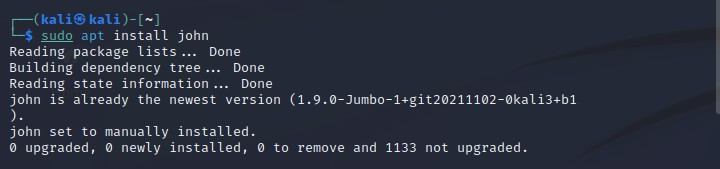 ┌──(kali㉿kali)-[~]
└─$ sudo apt install john
Reading package lists... Done
Building dependency tree... Done
Reading state information... Done
john is already the newest version (1.9.0-Jumbo-1+git20211102-0kali3+b1
).
john set to manually installed.
0 upgraded, 0 newly installed, 0 to remove and 1133 not upgraded.